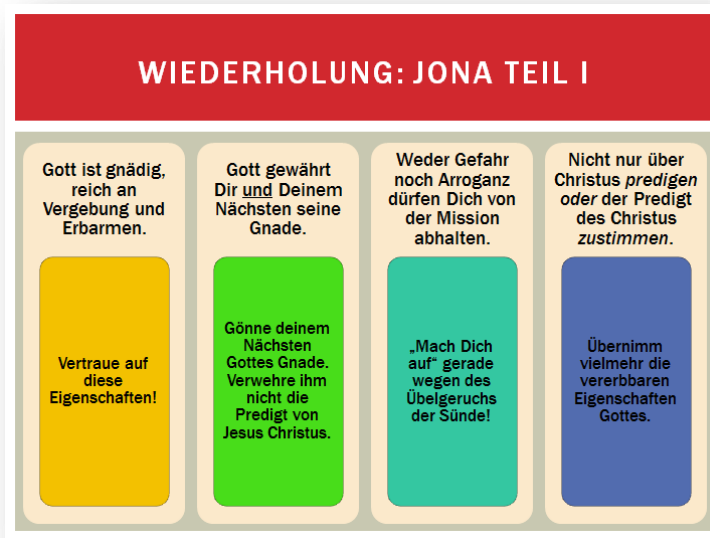 WIEDERHOLUNG: JONA TEIL I
Gott ist gnädig,
reich an
Vergebung und
Erbarmen.
Vertraue auf
diese
Eigenschaften!
Gott gewährt
Dir und Deinem
Nächsten seine
Gnade.
Gönne deinem
Nächsten
Gottes Gnade.
Verwehre ihm
nicht die
Predigt von
Jesus Christus.
Weder Gefahr
noch Arroganz
dürfen Dich von
der Mission
abhalten.
„Mach Dich
auf“ gerade
wegen des
Übelgeruchs
der Sünde!
Nicht nur über
Christus predigen
oder der Predigt
des Christus
zustimmen.
Übernimm
vielmehr die
vererbbaren
Eigenschaften
Gottes.